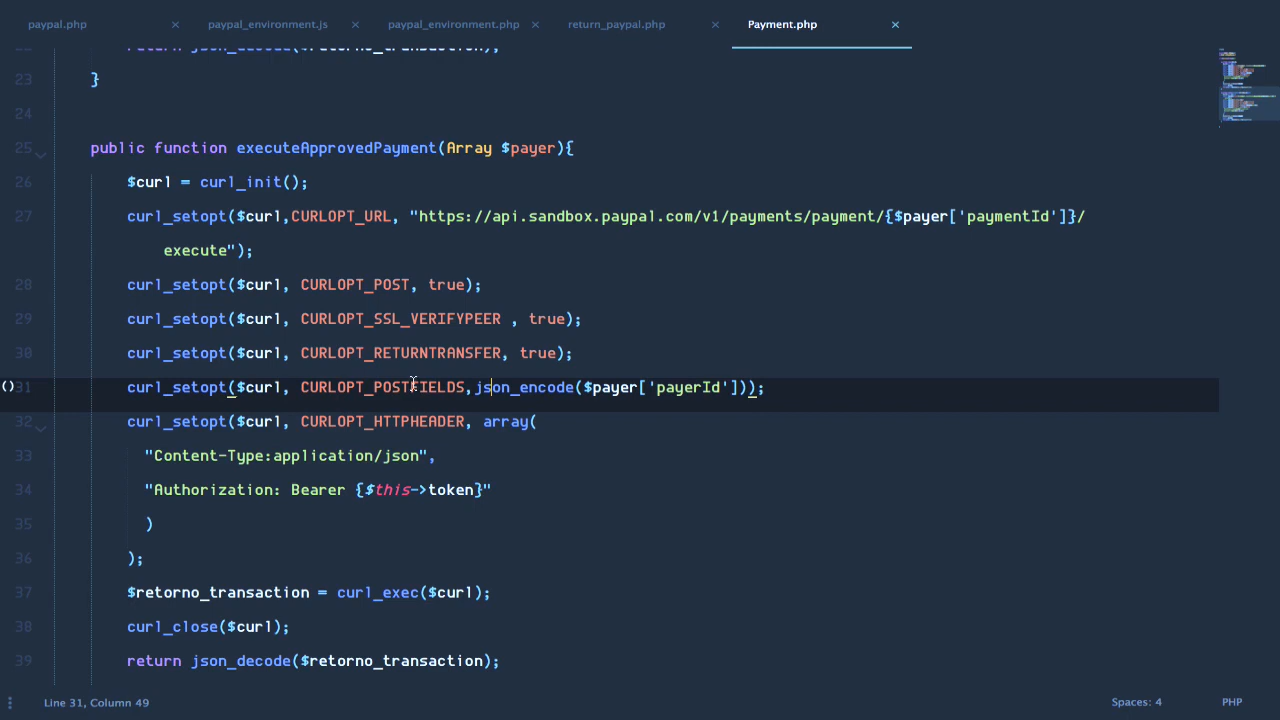 paypal.php × paypal_environment.js × paypal_environment.php × return_paypal.php × Payment.php ×
22 return json_decode($retorno_transaction);
23 }
24
25 public function executeApprovedPayment(Array $payer){
26 $curl = curl_init();
27 curl_setopt($curl,CURLOPT_URL, "https://api.sandbox.paypal.com/v1/payments/payment/{$payer['paymentId']}/
execute");
28 curl_setopt($curl, CURLOPT_POST, true);
29 curl_setopt($curl, CURLOPT_SSL_VERIFYPEER , true);
30 curl_setopt($curl, CURLOPT_RETURNTRANSFER, true);
()31 curl_setopt($curl, CURLOPT_POSTFIELDS,json_encode($payer['payerId']));
32 curl_setopt($curl, CURLOPT_HTTPHEADER, array(
33 "Content-Type:application/json",
34 "Authorization: Bearer {$this->token}"
35 )
36 );
37 $retorno_transaction = curl_exec($curl);
38 curl_close($curl);
39 return json_decode($retorno_transaction);
Line 31, Column 49 Spaces: 4 PHP